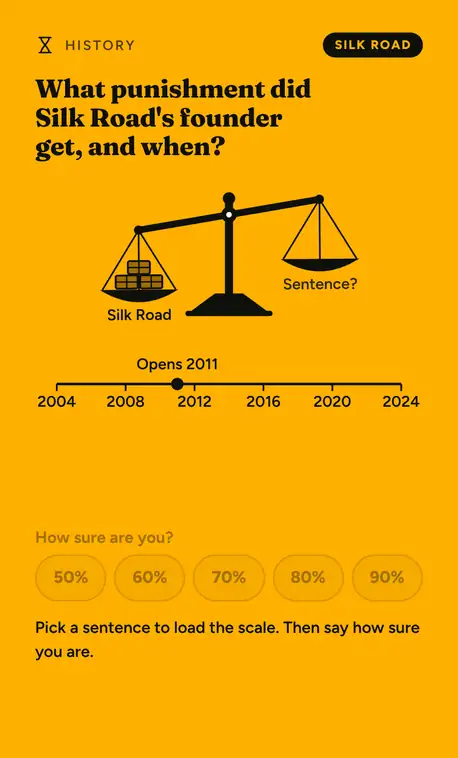 HISTORY
SILK ROAD
What punishment did
Silk Road's founder
get, and when?
Sentence?
Silk Road
Opens 2011
2004 2008 2012 2016 2020 2024
How sure are you?
50% 60% 70% 80% 90%
Pick a sentence to load the scale. Then say how sure
you are.